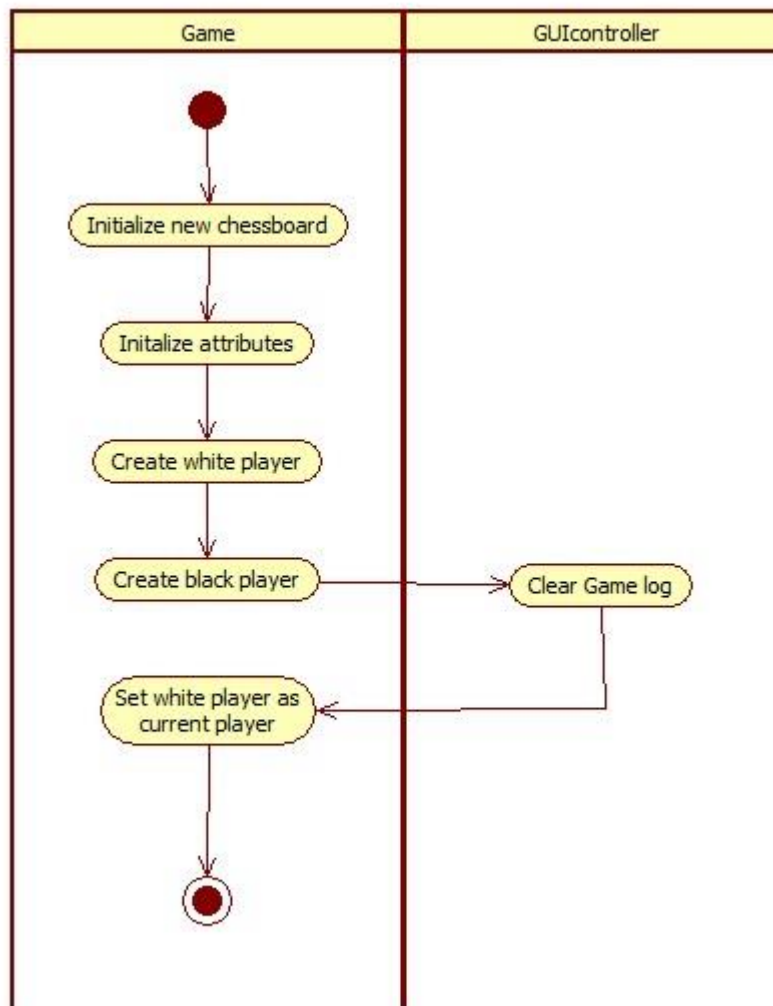 Game
GUIcontroller
Initialize new chessboard
Initalize attributes
Create white player
Create black player
Clear Game log
Set white player as
current player